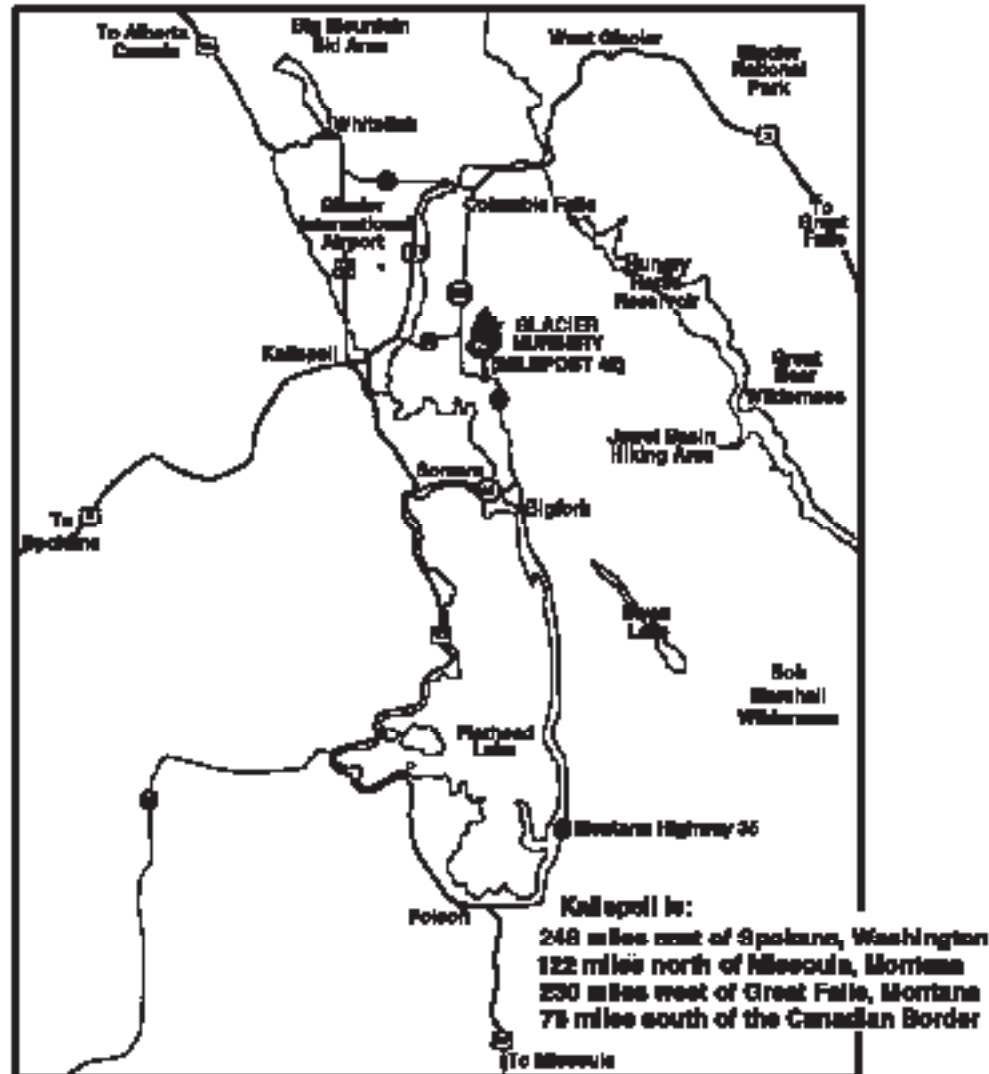 To Alberta
Canada
Big Mountain
Ski Area
West Glacier
Glacier
National
Park
Whitefish
Glacier
International
Airport
Columbia Falls
To
Great
Falls
Hungry
Horse
Reservoir
GLACIER
NURSERY
Kalispell
Great
Bear
Wilderness
Jewel Basin
Hiking Area
Somers
Bigfork
To
Spokane
Swan
Lake
Bob
Marshall
Wilderness
Flathead
Lake
Montana Highway 35
Polson
Kalispell is:
miles east of Spokane, Washington
122 miles north of Missoula, Montana
230 miles west of Great Falls, Montana
miles south of the Canadian Border
To Missoula